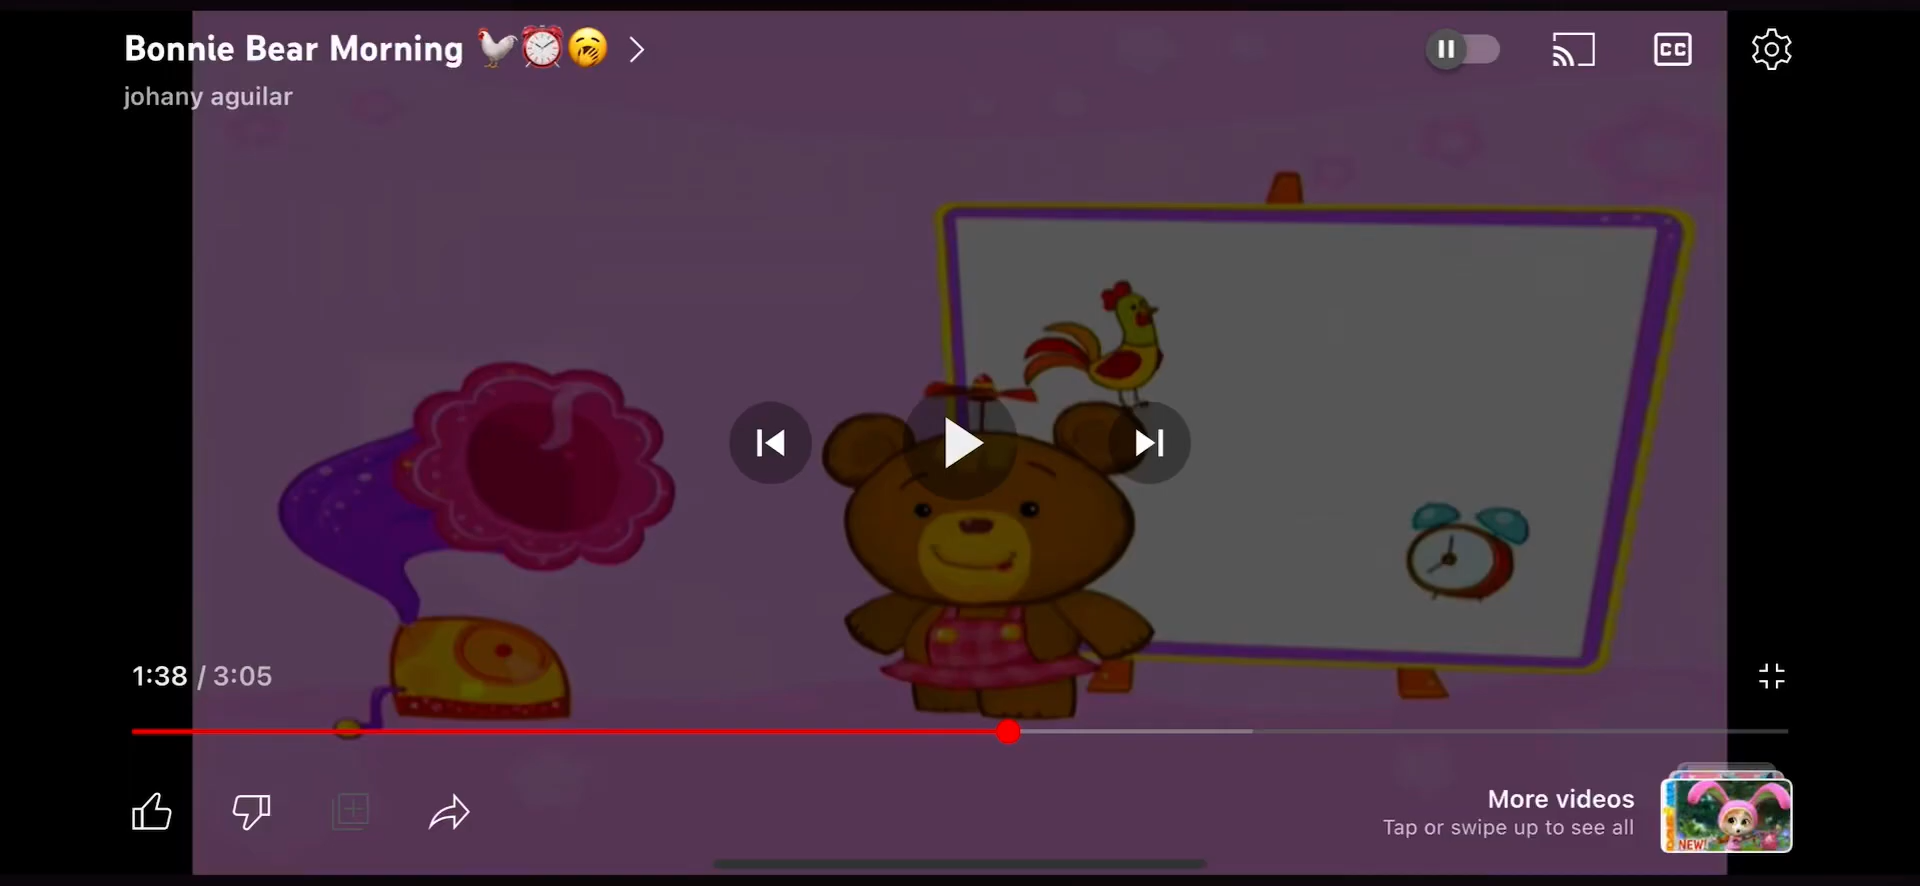 Bonnie Bear Morning 🐓⏰🥱
johany aguilar
CC
1:38 / 3:05
More videos
Tap or swipe up to see all
NEW!